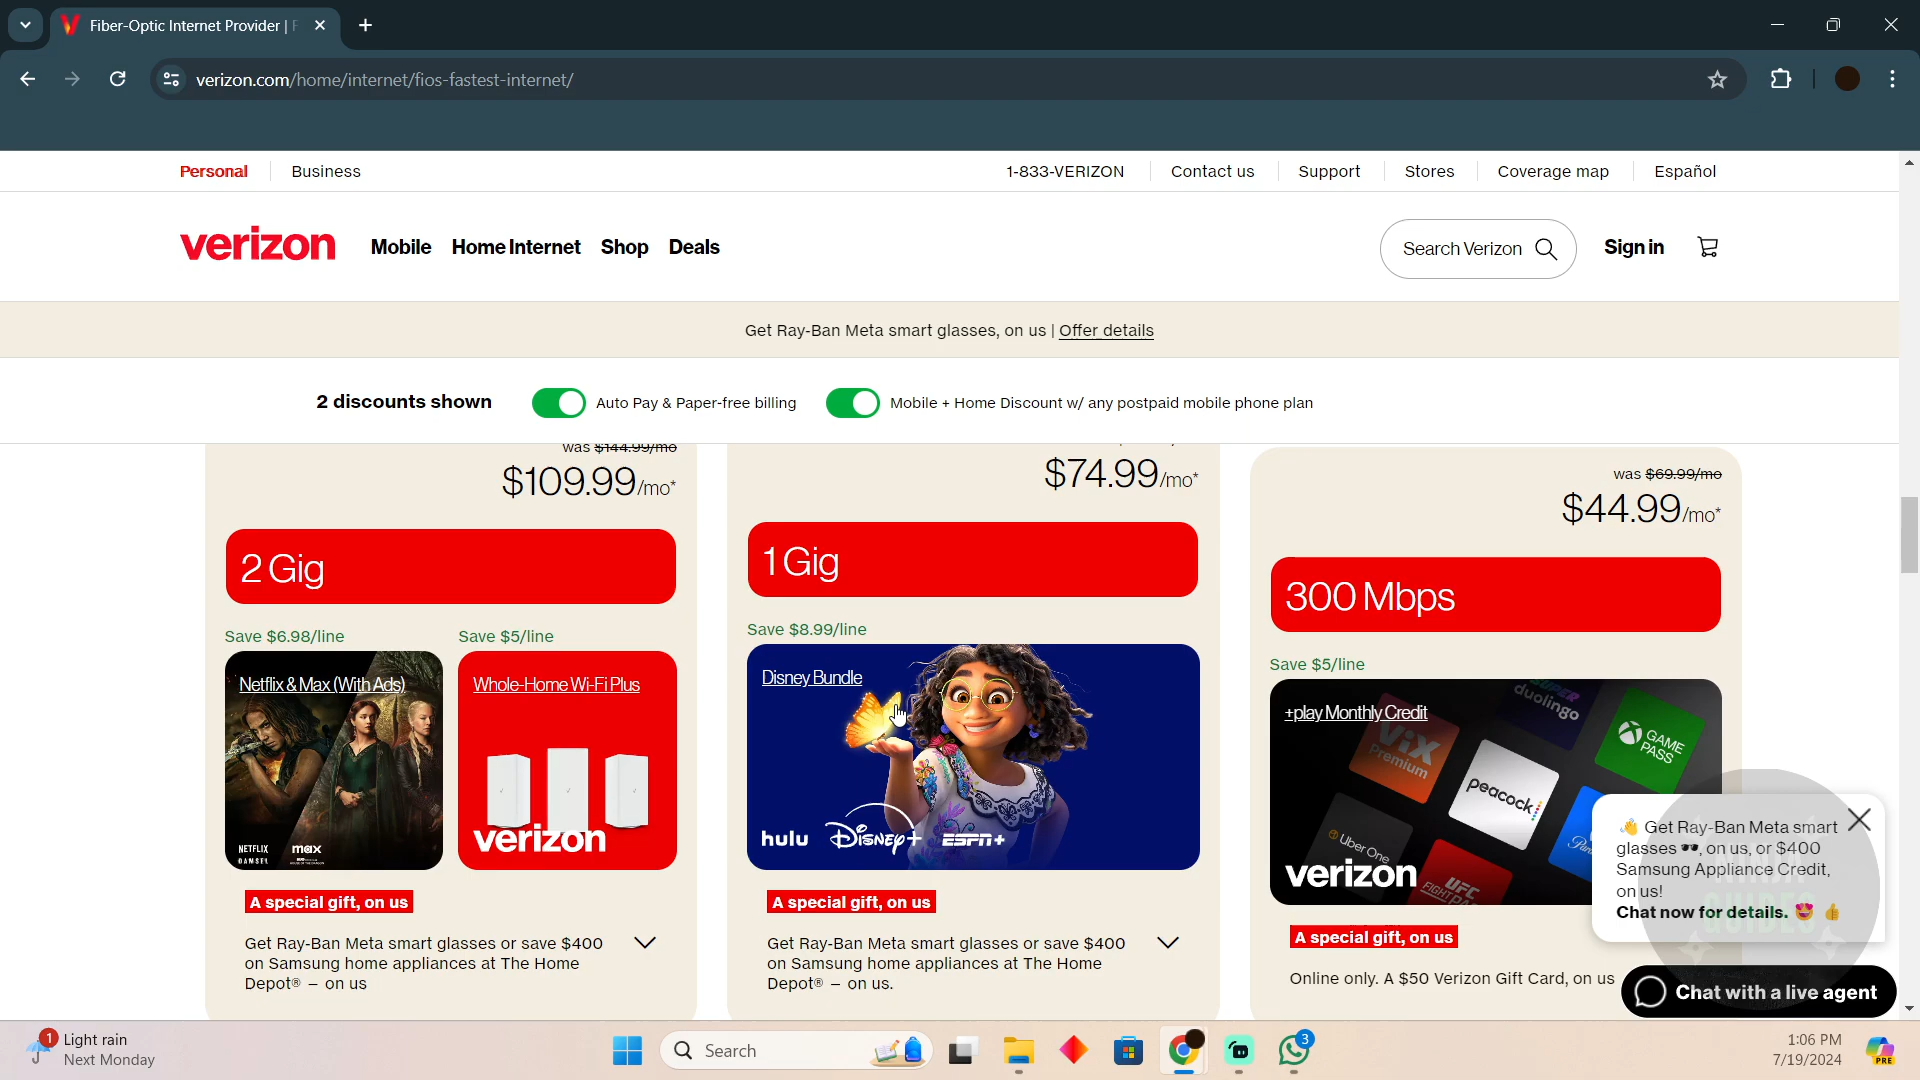 Fiber-Optic Internet Provider | F
verizon.com/home/internet/fios-fastest-internet/
Personal
Business
1-833-VERIZON
Contact us
Support
Stores
Coverage map
Español
verizon
Mobile
Home Internet
Shop
Deals
Search Verizon
Sign in
Get Ray-Ban Meta smart glasses, on us | Offer details
2 discounts shown
Auto Pay & Paper-free billing
Mobile + Home Discount w/ any postpaid mobile phone plan
was $144.99/mo
$109.99/mo*
2 Gig
Save $6.98/line
Save $5/line
Netflix & Max (With Ads)
NETFLIX
DAMSEL
max
Whole-Home Wi-Fi Plus
verizon
A special gift, on us
Get Ray-Ban Meta smart glasses or save $400
on Samsung home appliances at The Home
Depot® – on us
$74.99/mo*
1 Gig
Save $8.99/line
Disney Bundle
hulu
Disney+
ESPN+
A special gift, on us
Get Ray-Ban Meta smart glasses or save $400
on Samsung home appliances at The Home
Depot® – on us.
was $69.99/mo
$44.99/mo*
300 Mbps
Save $5/line
+play Monthly Credit
SUPER
duolingo
ViX
Premium
XBOX
GAME
PASS
peacock
Uber One
UFC
FIGHT PA
verizon
A special gift, on us
Online only. A $50 Verizon Gift Card, on us
👋 Get Ray-Ban Meta smart
glasses 🕶️, on us, or $400
Samsung Appliance Credit,
on us!
Chat now for details. 😍 👍
NINJA
GUIDES
Chat with a live agent
1
Light rain
Next Monday
Search
3
1:06 PM
7/19/2024
PRE